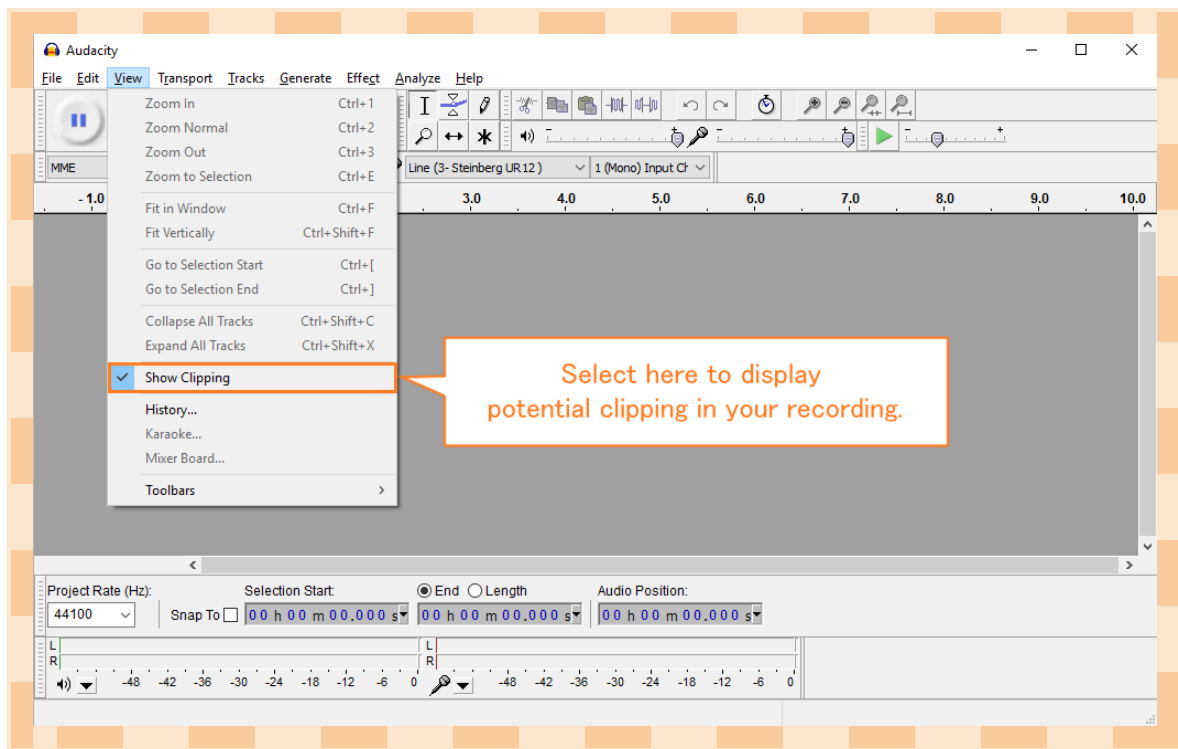 Audacity
File Edit View Transport Tracks Generate Effect Analyze Help
Zoom In Ctrl+1
Zoom Normal Ctrl+2
Zoom Out Ctrl+3
Zoom to Selection Ctrl+E
Fit in Window Ctrl+F
Fit Vertically Ctrl+Shift+F
Go to Selection Start Ctrl+[
Go to Selection End Ctrl+]
Collapse All Tracks Ctrl+Shift+C
Expand All Tracks Ctrl+Shift+X
Show Clipping
History...
Karaoke...
Mixer Board...
Toolbars
MME
Line (3- Steinberg UR12 ) 1 (Mono) Input
- 1.0 3.0 4.0 5.0 6.0 7.0 8.0 9.0 10.0
Select here to display
potential clipping in your recording.
Project Rate (Hz): Selection Start: End Length Audio Position:
44100 Snap To 00 h 00 m 00.000 s 00 h 00 m 00.000 s 00 h 00 m 00.000 s
L L
R R
-48 -42 -36 -30 -24 -18 -12 -6 0 -48 -42 -36 -30 -24 -18 -12 -6 0